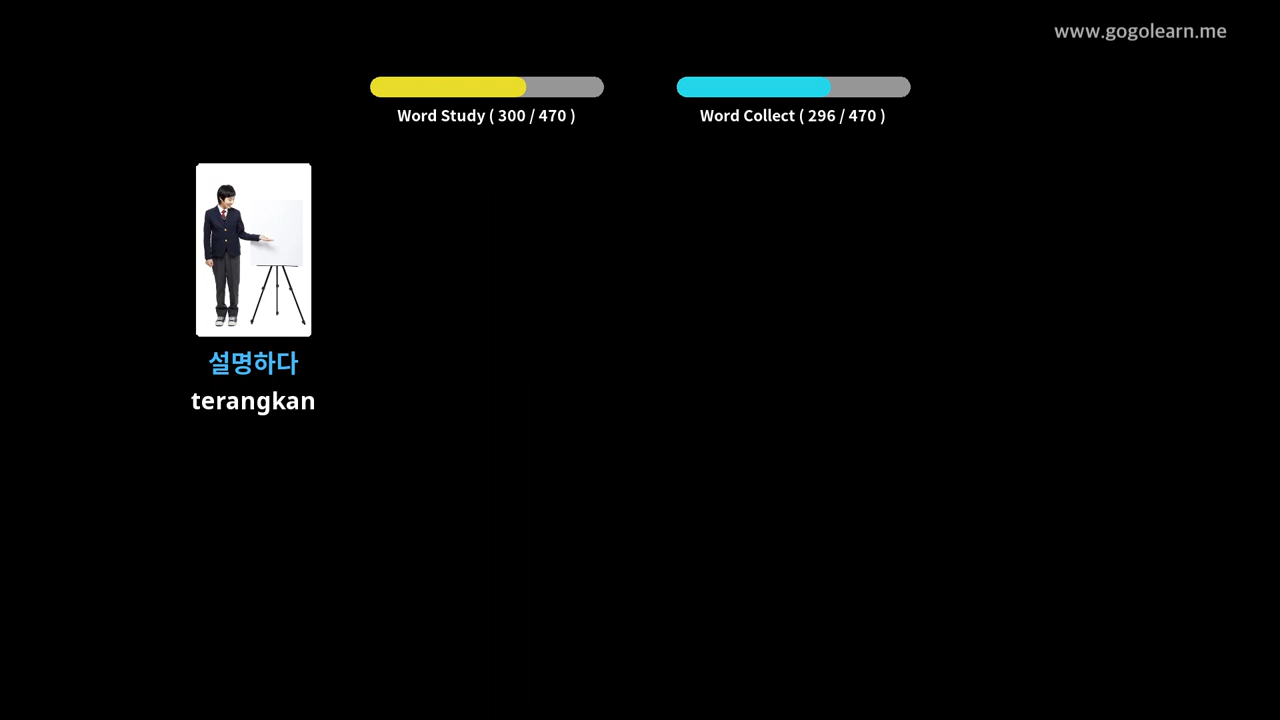 www.gogolearn.me
Word Study ( 300 / 470 )
Word Collect ( 296 / 470 )
설명하다
terangkan